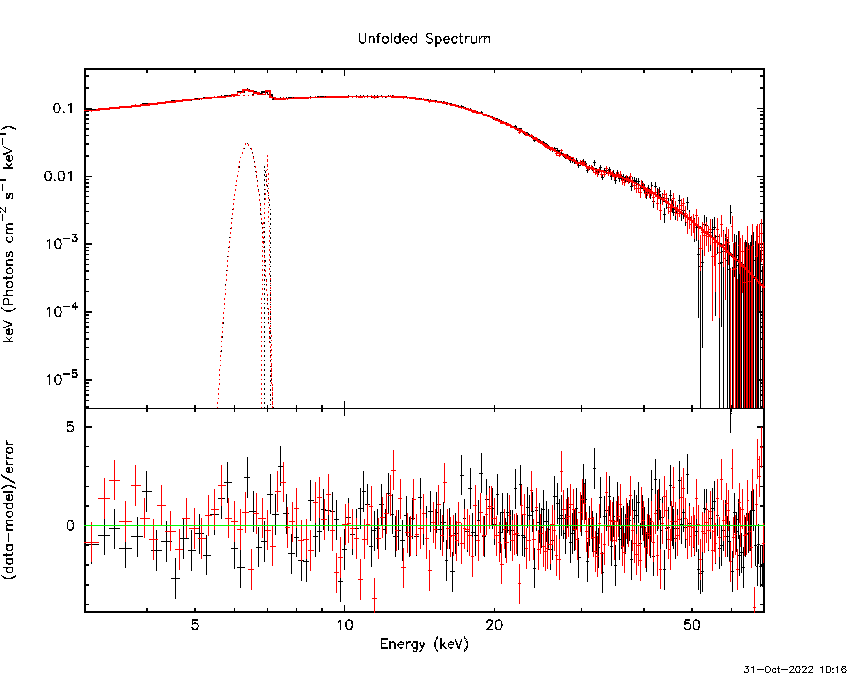 Unfolded Spectrum
keV (Photons cm−2 s−1 keV−1)
0.1
0.01
10−3
10−4
10−5
(data−model)/error
5
0
5
10
20
50
Energy (keV)
31−Oct−2022 10:16